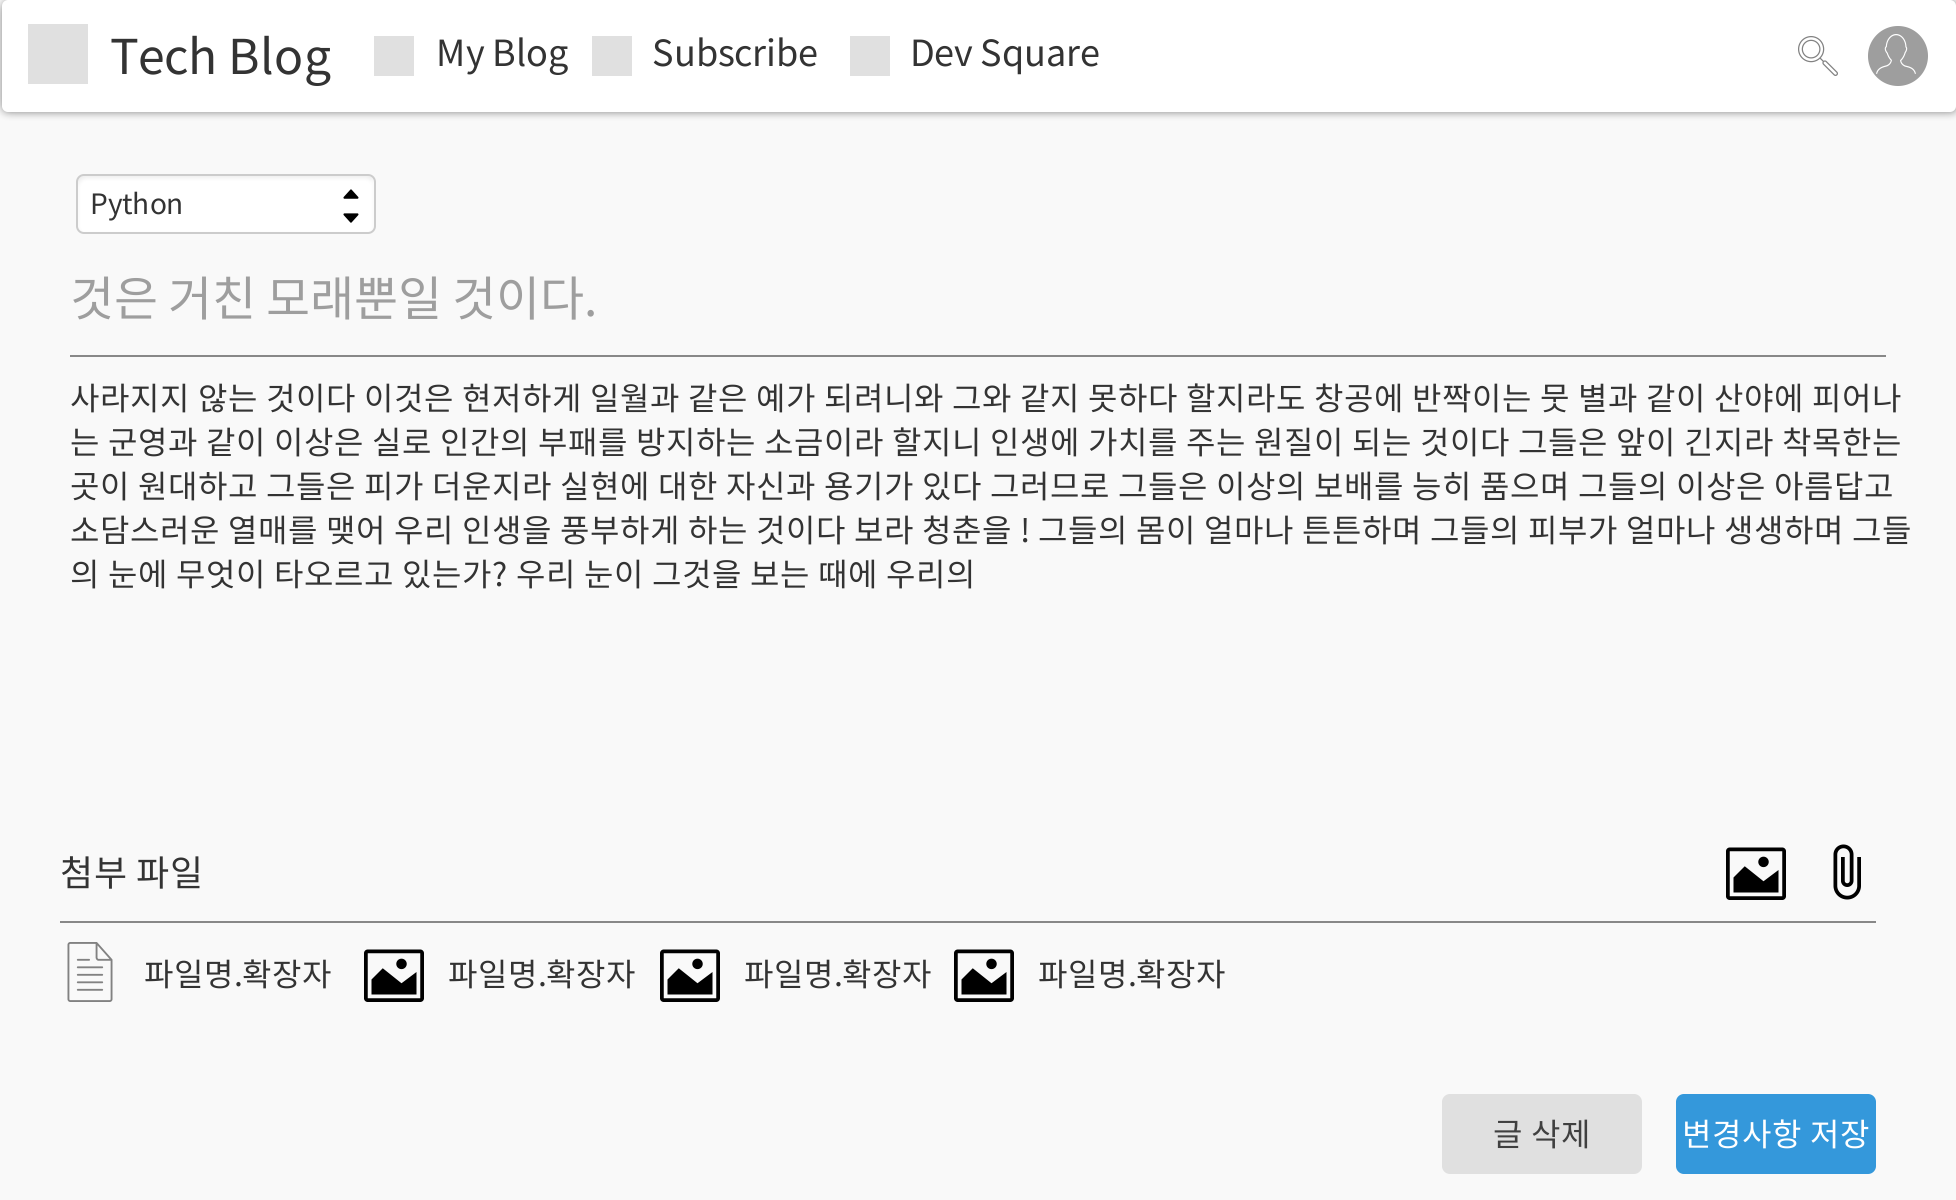 Tech Blog My Blog Subscribe Dev Square
Python
것은 거친 모래뿐일 것이다.
사라지지 않는 것이다 이것은 현저하게 일월과 같은 예가 되려니와 그와 같지 못하다 할지라도 창공에 반짝이는 뭇 별과 같이 산야에 피어나
는 군영과 같이 이상은 실로 인간의 부패를 방지하는 소금이라 할지니 인생에 가치를 주는 원질이 되는 것이다 그들은 앞이 긴지라 착목한는
곳이 원대하고 그들은 피가 더운지라 실현에 대한 자신과 용기가 있다 그러므로 그들은 이상의 보배를 능히 품으며 그들의 이상은 아름답고
소담스러운 열매를 맺어 우리 인생을 풍부하게 하는 것이다 보라 청춘을 ! 그들의 몸이 얼마나 튼튼하며 그들의 피부가 얼마나 생생하며 그들
의 눈에 무엇이 타오르고 있는가? 우리 눈이 그것을 보는 때에 우리의
첨부 파일
파일명.확장자 파일명.확장자 파일명.확장자 파일명.확장자
글 삭제 변경사항 저장